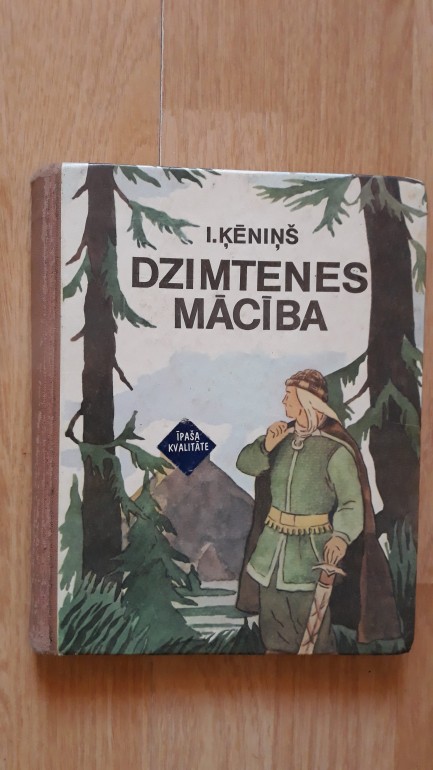 I.ĶĒNIŅŠ
DZIMTENES
MĀCĪBA
ĪPAŠA
KVALITĀTE